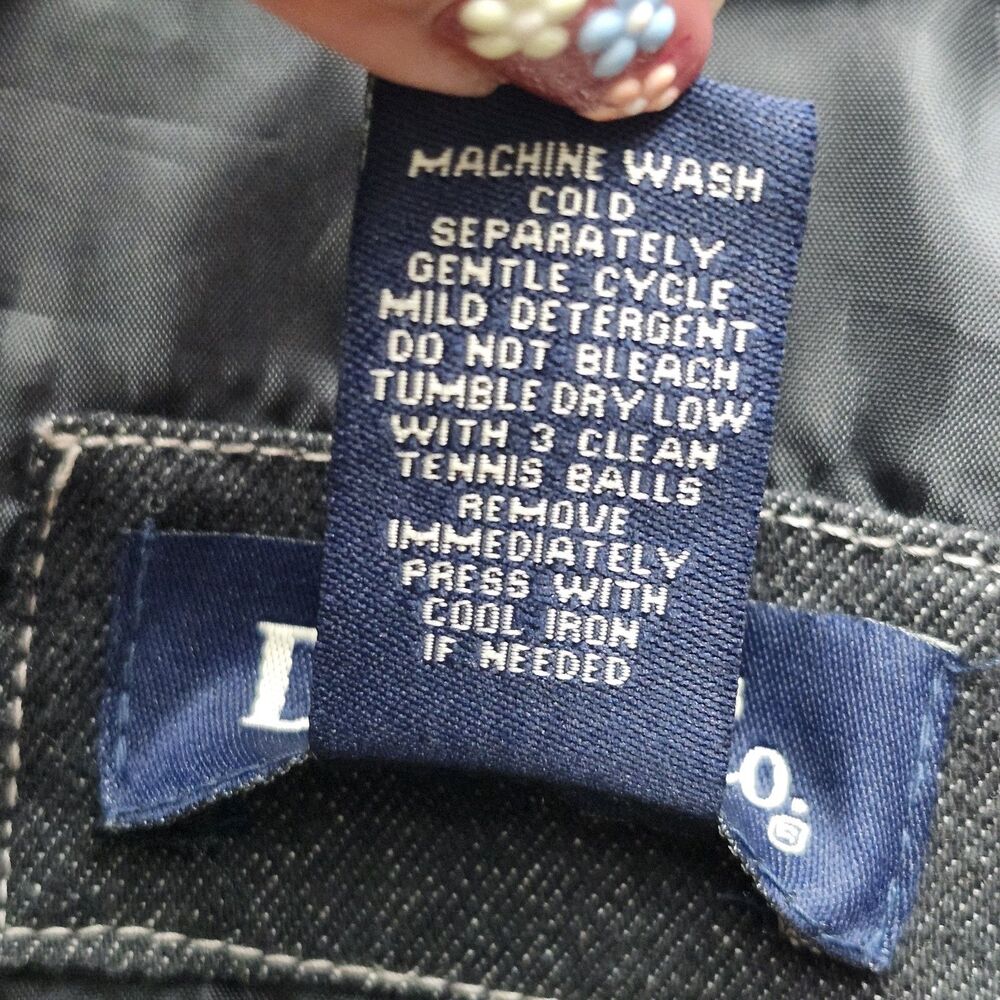 MACHINE WASH
COLD
SEPARATELY
GENTLE CYCLE
MILD DETERGENT
DO NOT BLEACH
TUMBLE DRY LOW
WITH 3 CLEAN
TENNIS BALLS
REMOVE
IMMEDIATELY
PRESS WITH
COOL IRON
IF NEEDED